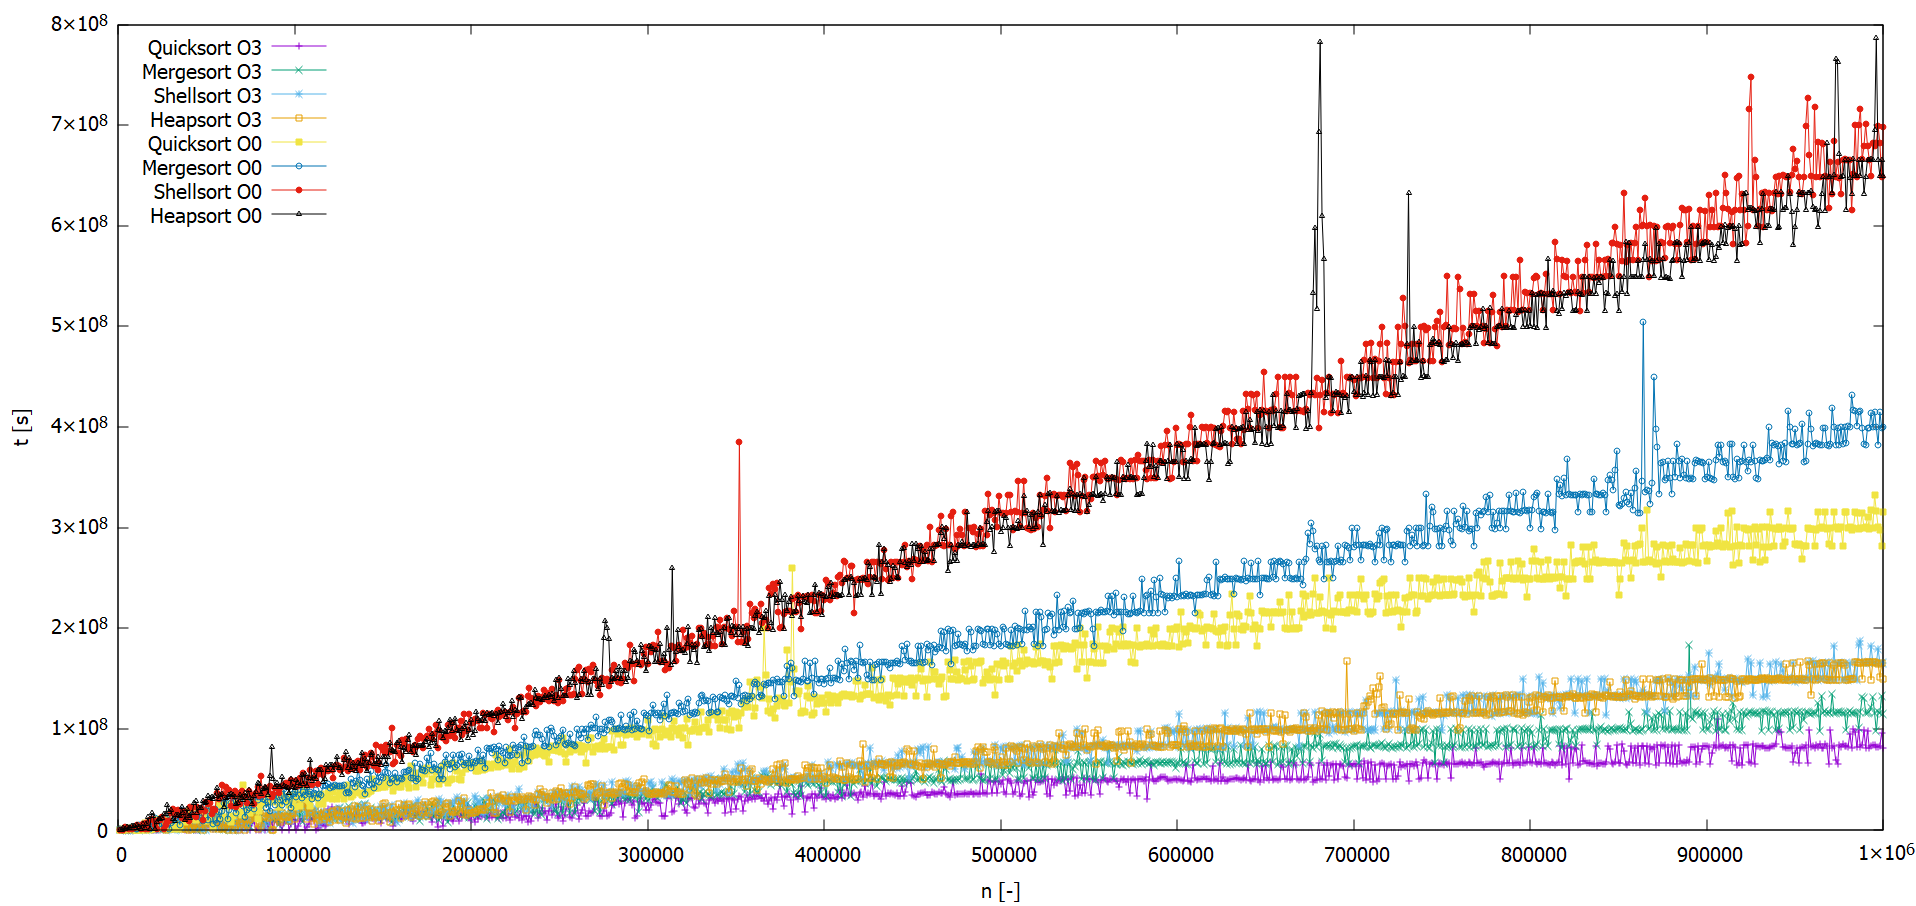 8×10⁸
7×10⁸
6×10⁸
5×10⁸
4×10⁸
3×10⁸
2×10⁸
1×10⁸
0
t [s]
Quicksort O3
Mergesort O3
Shellsort O3
Heapsort O3
Quicksort O0
Mergesort O0
Shellsort O0
Heapsort O0
0 100000 200000 300000 400000 500000 600000 700000 800000 900000 1×10⁶
n [-]